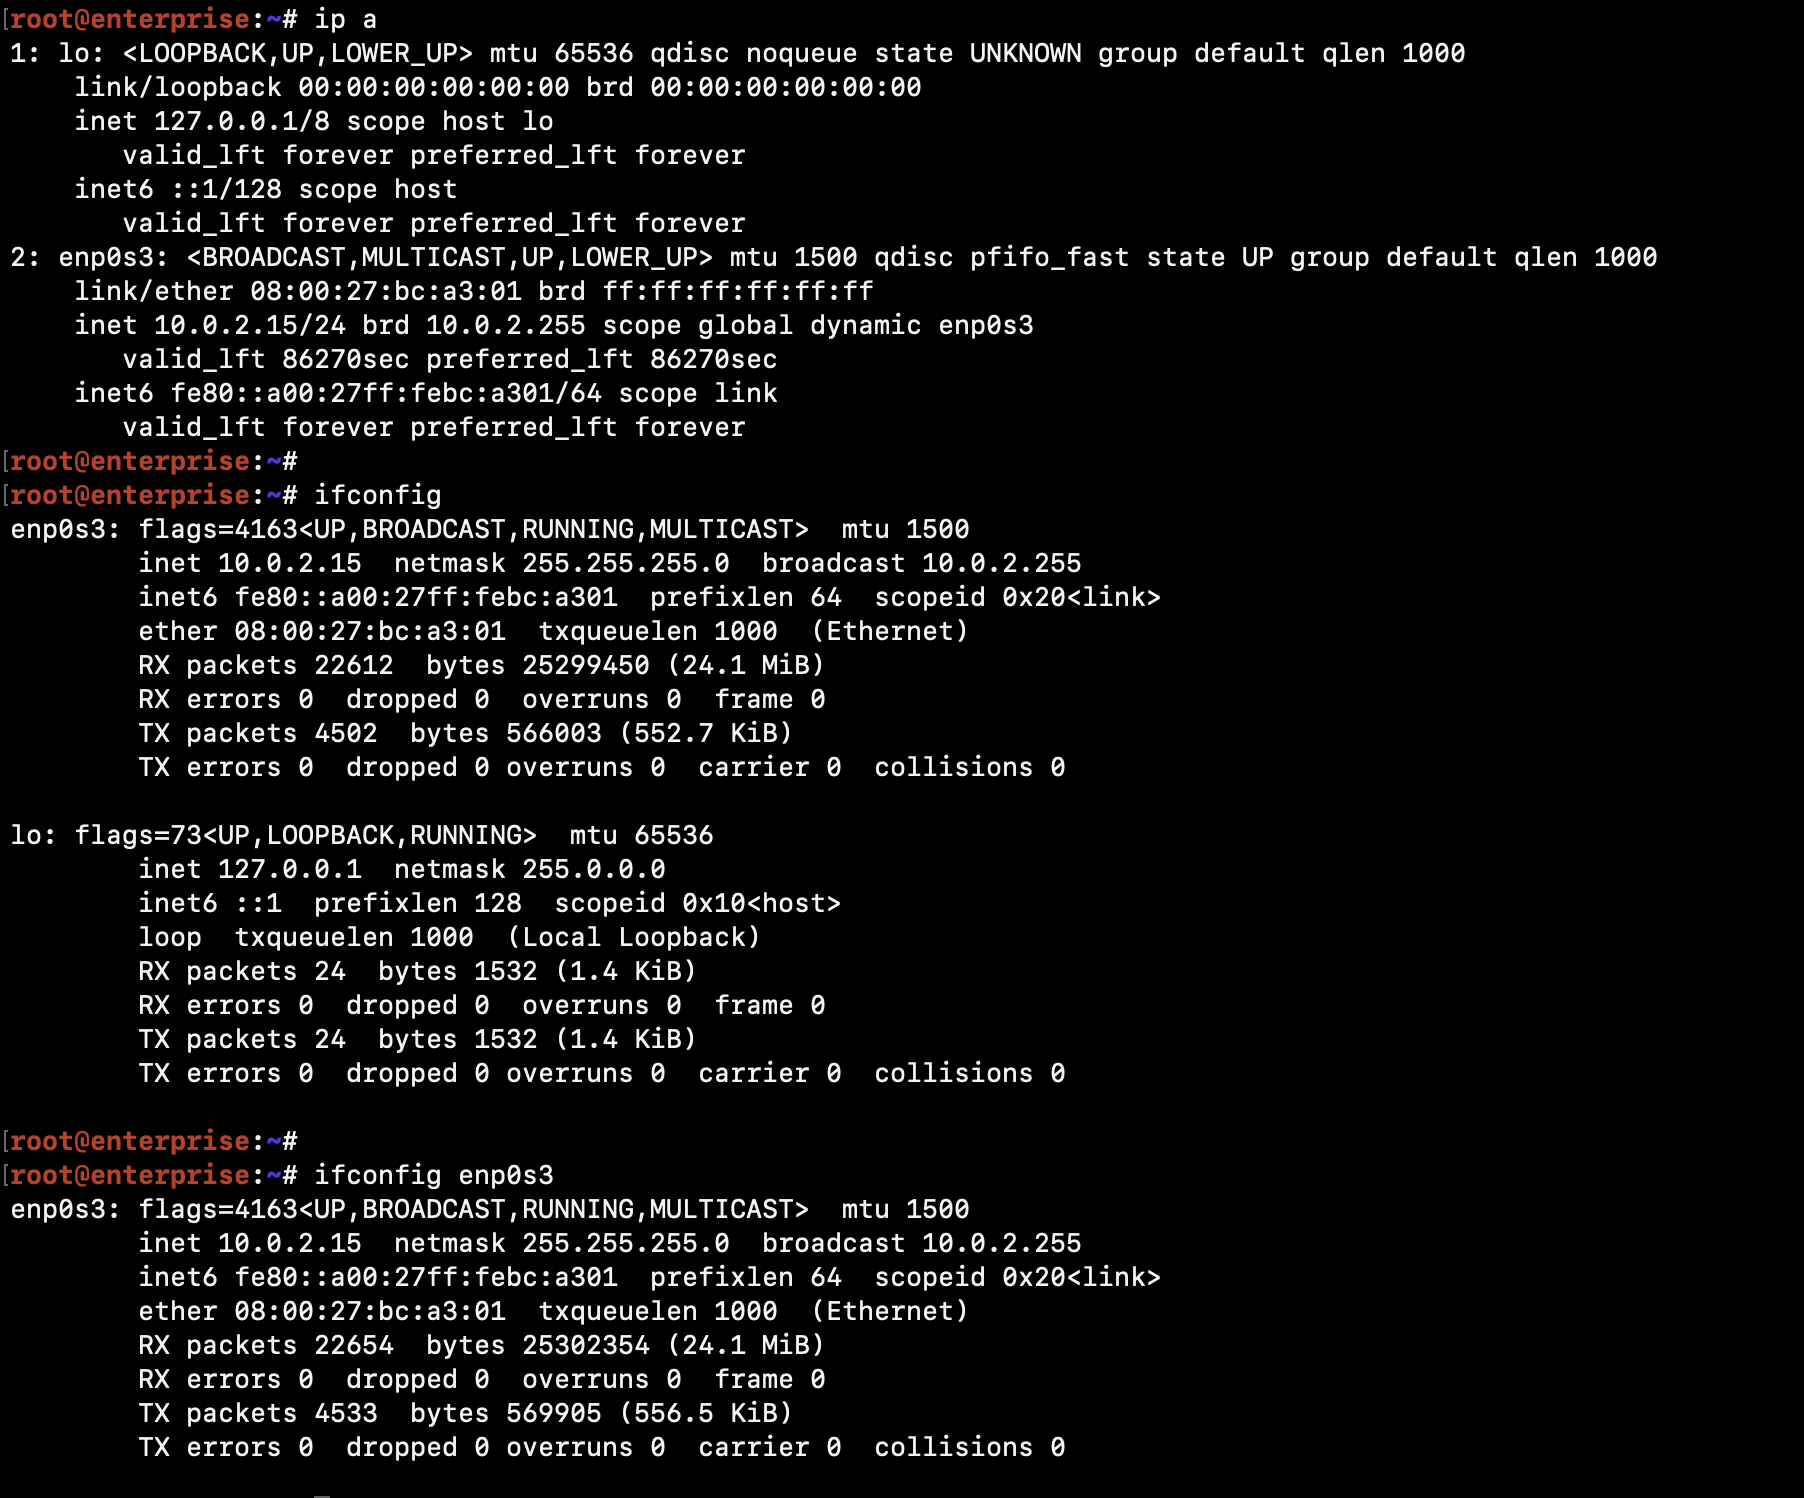 [root@enterprise:~# ip a
1: lo: <LOOPBACK,UP,LOWER_UP> mtu 65536 qdisc noqueue state UNKNOWN group default qlen 1000
    link/loopback 00:00:00:00:00:00 brd 00:00:00:00:00:00
    inet 127.0.0.1/8 scope host lo
       valid_lft forever preferred_lft forever
    inet6 ::1/128 scope host
       valid_lft forever preferred_lft forever
2: enp0s3: <BROADCAST,MULTICAST,UP,LOWER_UP> mtu 1500 qdisc pfifo_fast state UP group default qlen 1000
    link/ether 08:00:27:bc:a3:01 brd ff:ff:ff:ff:ff:ff
    inet 10.0.2.15/24 brd 10.0.2.255 scope global dynamic enp0s3
       valid_lft 86270sec preferred_lft 86270sec
    inet6 fe80::a00:27ff:febc:a301/64 scope link
       valid_lft forever preferred_lft forever
[root@enterprise:~#
[root@enterprise:~# ifconfig
enp0s3: flags=4163<UP,BROADCAST,RUNNING,MULTICAST>  mtu 1500
        inet 10.0.2.15  netmask 255.255.255.0  broadcast 10.0.2.255
        inet6 fe80::a00:27ff:febc:a301  prefixlen 64  scopeid 0x20<link>
        ether 08:00:27:bc:a3:01  txqueuelen 1000  (Ethernet)
        RX packets 22612  bytes 25299450 (24.1 MiB)
        RX errors 0  dropped 0  overruns 0  frame 0
        TX packets 4502  bytes 566003 (552.7 KiB)
        TX errors 0  dropped 0 overruns 0  carrier 0  collisions 0
lo: flags=73<UP,LOOPBACK,RUNNING>  mtu 65536
        inet 127.0.0.1  netmask 255.0.0.0
        inet6 ::1  prefixlen 128  scopeid 0x10<host>
        loop  txqueuelen 1000  (Local Loopback)
        RX packets 24  bytes 1532 (1.4 KiB)
        RX errors 0  dropped 0  overruns 0  frame 0
        TX packets 24  bytes 1532 (1.4 KiB)
        TX errors 0  dropped 0 overruns 0  carrier 0  collisions 0
[root@enterprise:~#
[root@enterprise:~# ifconfig enp0s3
enp0s3: flags=4163<UP,BROADCAST,RUNNING,MULTICAST>  mtu 1500
        inet 10.0.2.15  netmask 255.255.255.0  broadcast 10.0.2.255
        inet6 fe80::a00:27ff:febc:a301  prefixlen 64  scopeid 0x20<link>
        ether 08:00:27:bc:a3:01  txqueuelen 1000  (Ethernet)
        RX packets 22654  bytes 25302354 (24.1 MiB)
        RX errors 0  dropped 0  overruns 0  frame 0
        TX packets 4533  bytes 569905 (556.5 KiB)
        TX errors 0  dropped 0 overruns 0  carrier 0  collisions 0